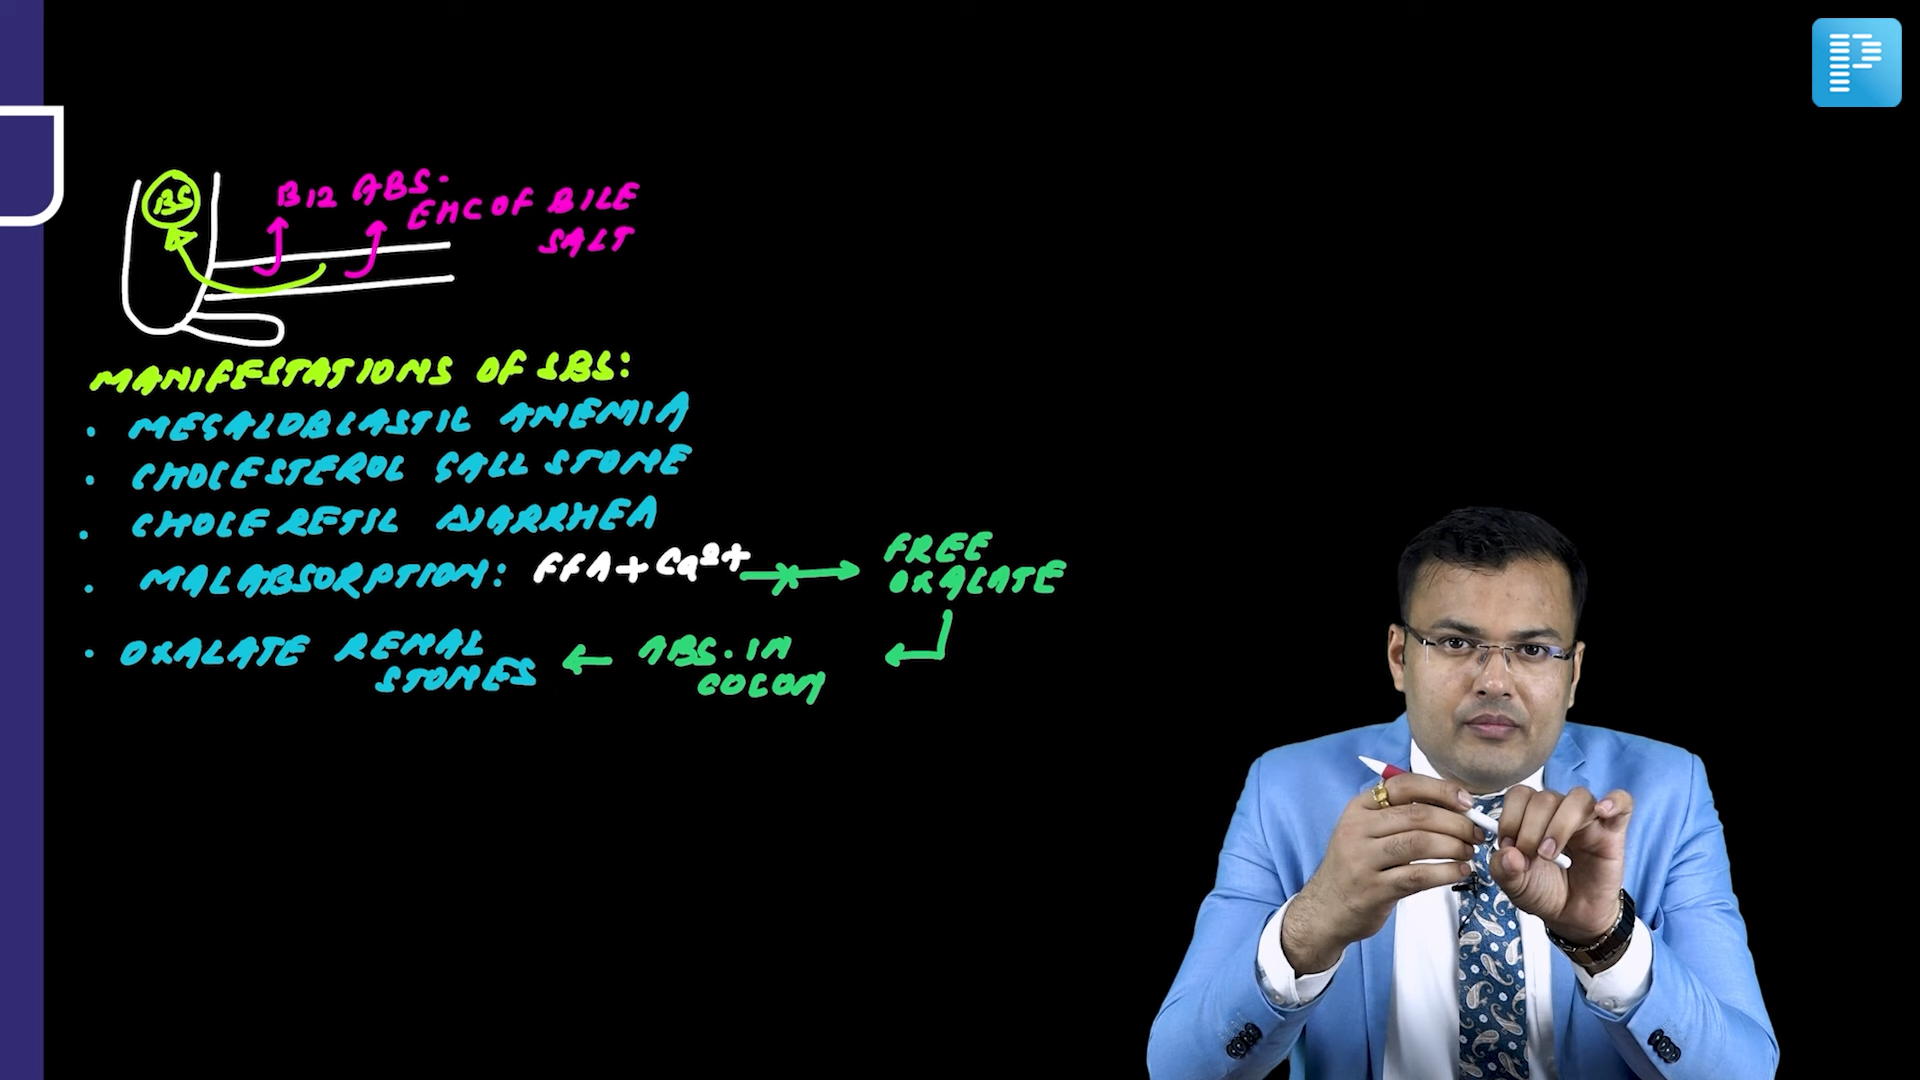 BS
B12 ABS.
EHC OF BILE
SALT
MANIFESTATIONS OF SBS:
• MEGALOBLASTIC ANEMIA
• CHOLESTEROL GALL STONE
• CHOLERETIC DIARRHEA
• MALABSORPTION: FFA + Ca2+
FREE
OXALATE
• OXALATE RENAL
STONES
ABS. IN
COLON
P